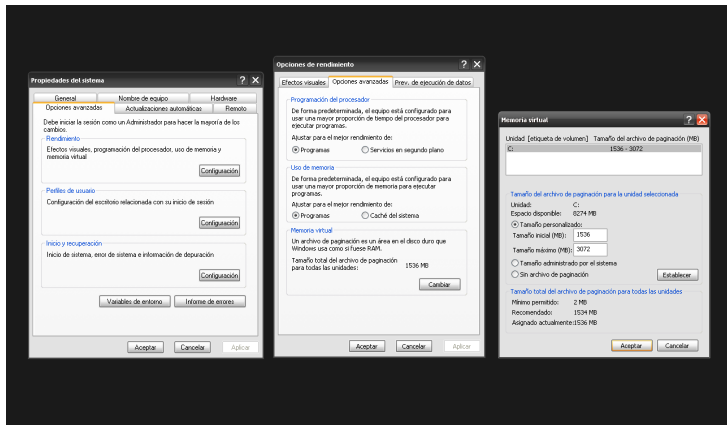 Propiedades del sistema
General Nombre de equipo Hardware
Opciones avanzadas Actualizaciones automáticas Remoto
Debe iniciar la sesión como un Administrador para hacer la mayoría de los
cambios.
Rendimiento
Efectos visuales, programación del procesador, uso de memoria y
memoria virtual
Configuración
Perfiles de usuario
Configuración del escritorio relacionada con su inicio de sesión
Configuración
Inicio y recuperación
Inicio de sistema, error de sistema e información de depuración
Configuración
Variables de entorno Informe de errores
Aceptar Cancelar Aplicar
Opciones de rendimiento
Efectos visuales Opciones avanzadas Prev. de ejecución de datos
Programación del procesador
De forma predeterminada, el equipo está configurado para
usar una mayor proporción de tiempo del procesador para
ejecutar programas.
Ajustar para el mejor rendimiento de:
Programas Servicios en segundo plano
Uso de memoria
De forma predeterminada, el equipo está configurado para
usar una mayor proporción de memoria para ejecutar
programas.
Ajustar para el mejor rendimiento de:
Programas Caché del sistema
Memoria virtual
Un archivo de paginación es un área en el disco duro que
Windows usa como si fuese RAM.
Tamaño total del archivo de paginación
para todas las unidades: 1536 MB
Cambiar
Aceptar Cancelar Aplicar
Memoria virtual
Unidad [etiqueta de volumen] Tamaño del archivo de paginación (MB)
C: 1536 - 3072
Tamaño del archivo de paginación para la unidad seleccionada
Unidad: C:
Espacio disponible: 6274 MB
Tamaño personalizado:
Tamaño inicial (MB): 1536
Tamaño máximo (MB): 3072
Tamaño administrado por el sistema
Sin archivo de paginación Establecer
Tamaño total del archivo de paginación para todas las unidades
Mínimo permitido: 2 MB
Recomendado: 1534 MB
Asignado actualmente:1536 MB
Aceptar Cancelar